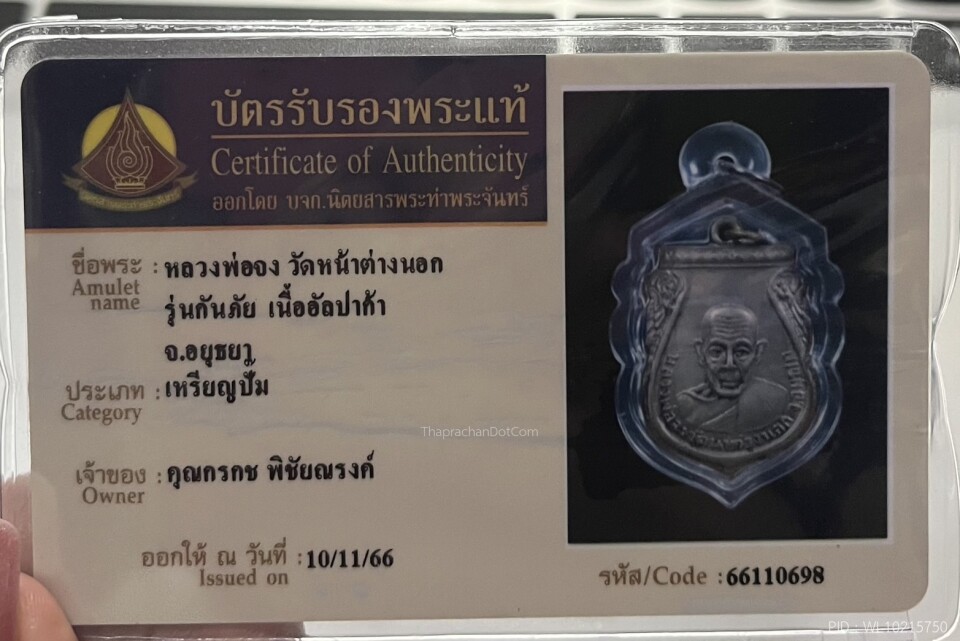 บัตรรับรองพระแท้
Certificate of Authenticity
ออกโดย บจก.นิตยสารพระท่าพระจันทร์
ชื่อพระ : หลวงพ่อจง วัดหน้าต่างนอก
Amulet name
รุ่นกันภัย เนื้ออัลปาก้า
จ.อยุธยา
ประเภท : เหรียญปั๊ม
Category
ThaprachanDotCom
เจ้าของ : คุณกรกช พิชัยณรงค์
Owner
ออกให้ ณ วันที่ : 10/11/66
Issued on
รหัส/Code : 66110698
PID - WI-10215750